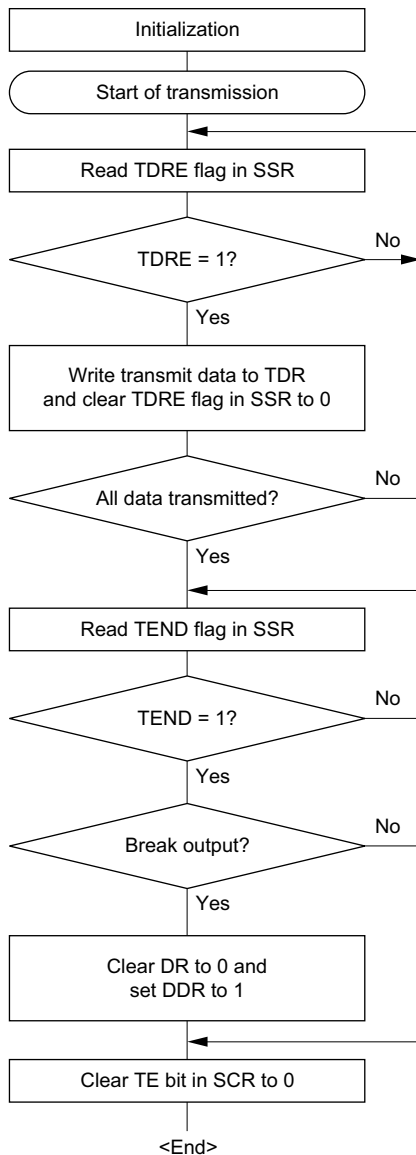 Initialization
Start of transmission
Read TDRE flag in SSR
TDRE = 1?
No
Yes
Write transmit data to TDR
and clear TDRE flag in SSR to 0
All data transmitted?
No
Yes
Read TEND flag in SSR
TEND = 1?
No
Yes
Break output?
No
Yes
Clear DR to 0 and
set DDR to 1
Clear TE bit in SCR to 0
<End>